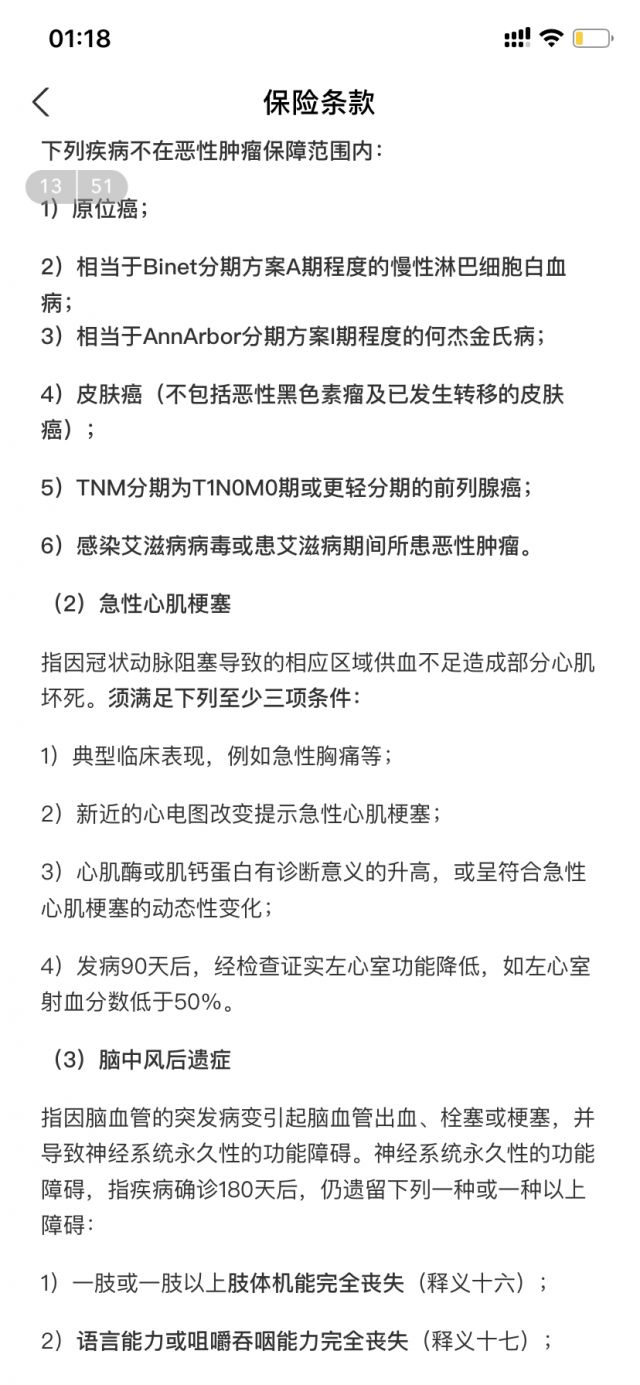 01:18
保险条款
下列疾病不在恶性肿瘤保障范围内：
13 51
1）原位癌；
2）相当于Binet分期方案A期程度的慢性淋巴细胞白血
病；
3）相当于AnnArbor分期方案I期程度的何杰金氏病；
4）皮肤癌（不包括恶性黑色素瘤及已发生转移的皮肤
癌）；
5）TNM分期为T1N0M0期或更轻分期的前列腺癌；
6）感染艾滋病病毒或患艾滋病期间所患恶性肿瘤。
（2）急性心肌梗塞
指因冠状动脉阻塞导致的相应区域供血不足造成部分心肌
坏死。须满足下列至少三项条件：
1）典型临床表现，例如急性胸痛等；
2）新近的心电图改变提示急性心肌梗塞；
3）心肌酶或肌钙蛋白有诊断意义的升高，或呈符合急性
心肌梗塞的动态性变化；
4）发病90天后，经检查证实左心室功能降低，如左心室
射血分数低于50%。
（3）脑中风后遗症
指因脑血管的突发病变引起脑血管出血、栓塞或梗塞，并
导致神经系统永久性的功能障碍。神经系统永久性的功能
障碍，指疾病确诊180天后，仍遗留下列一种或一种以上
障碍：
1）一肢或一肢以上肢体机能完全丧失（释义十六）；
2）语言能力或咀嚼吞咽能力完全丧失（释义十七）；